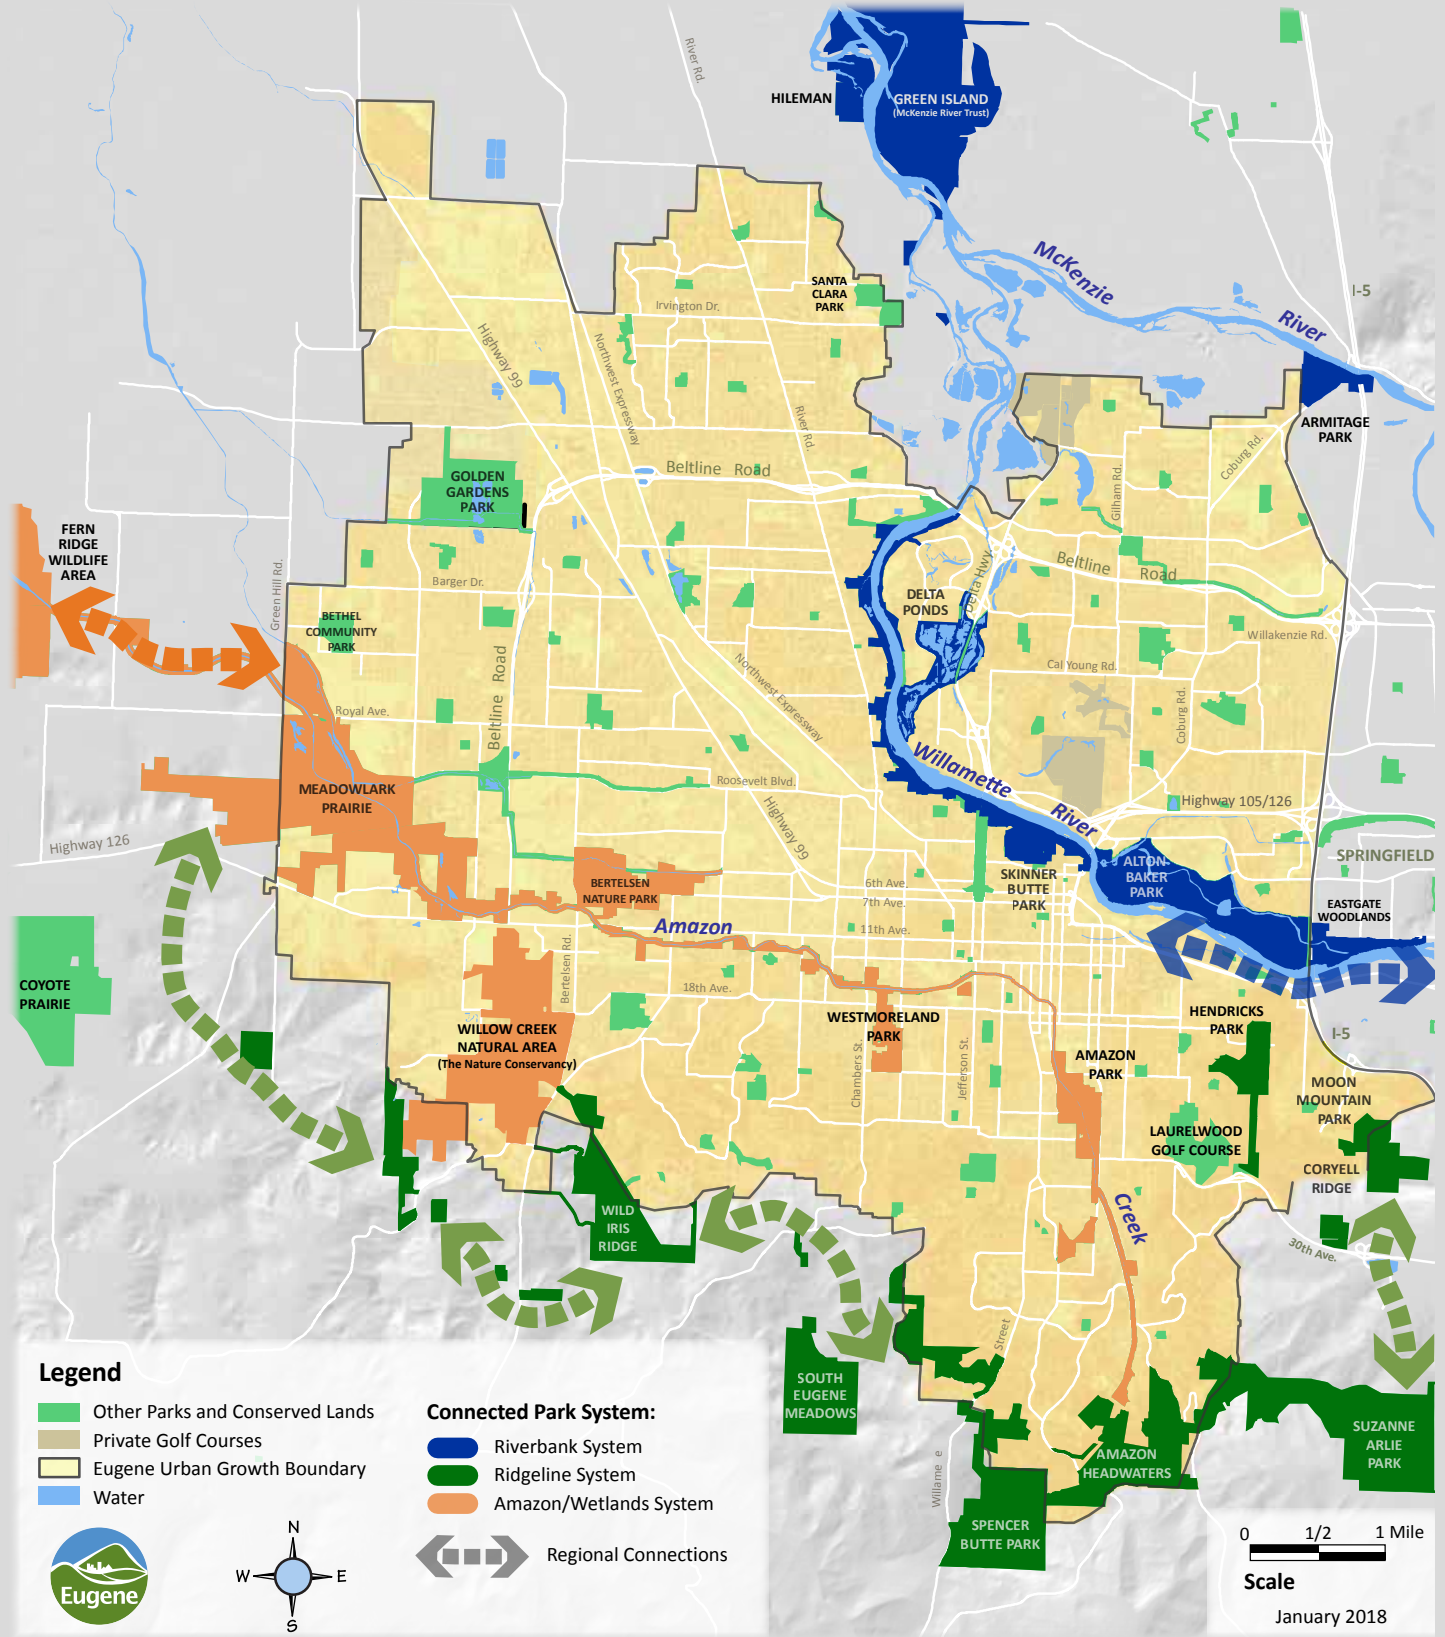 River Rd.
HILEMAN
GREEN ISLAND
(McKenzie River Trust)
McKenzie
River
I-5
SANTA
CLARA
PARK
Irvington Dr.
Highway 99
Northwest Expressway
River Rd.
ARMITAGE
PARK
Coburg Rd.
Gilham Rd.
Beltline Road
GOLDEN
GARDENS
PARK
FERN
RIDGE
WILDLIFE
AREA
Green Hill Rd.
Barger Dr.
Beltline Road
Delta Hwy.
DELTA
PONDS
BETHEL
COMMUNITY
PARK
Willakenzie Rd.
Cal Young Rd.
Northwest Expressway
Coburg Rd.
Royal Ave.
Beltline Road
Willamette
River
Roosevelt Blvd.
MEADOWLARK
PRAIRIE
Highway 99
Highway 105/126
Highway 126
SPRINGFIELD
ALTON
BAKER
PARK
SKINNER
BUTTE
PARK
6th Ave.
7th Ave.
BERTELSEN
NATURE PARK
EASTGATE
WOODLANDS
Amazon
11th Ave.
Bertelsen Rd.
COYOTE
PRAIRIE
18th Ave.
WESTMORELAND
PARK
HENDRICKS
PARK
I-5
WILLOW CREEK
NATURAL AREA
(The Nature Conservancy)
Chambers St.
Jefferson St.
AMAZON
PARK
MOON
MOUNTAIN
PARK
LAURELWOOD
GOLF COURSE
CORYELL
RIDGE
Creek
WILD
IRIS
RIDGE
30th Ave.
Street
SOUTH
EUGENE
MEADOWS
SUZANNE
ARLIE
PARK
AMAZON
HEADWATERS
Willame e
SPENCER
BUTTE PARK
Legend
Other Parks and Conserved Lands
Private Golf Courses
Eugene Urban Growth Boundary
Water
Connected Park System:
Riverbank System
Ridgeline System
Amazon/Wetlands System
Regional Connections
Eugene
N
W E
S
0 1/2 1 Mile
Scale
January 2018